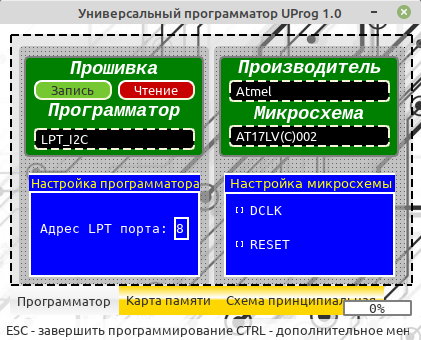 Универсальный программатор UProg 1.0
Прошивка
Запись Чтение
Программатор
LPT_I2C
Производитель
Atmel
Микросхема
AT17LV(C)002
Настройка программатора
Адрес LPT порта: 8
Настройка микросхемы
DCLK
RESET
Программатор Карта памяти Схема принципиальная
0%
ESC - завершить программирование CTRL - дополнительное мен